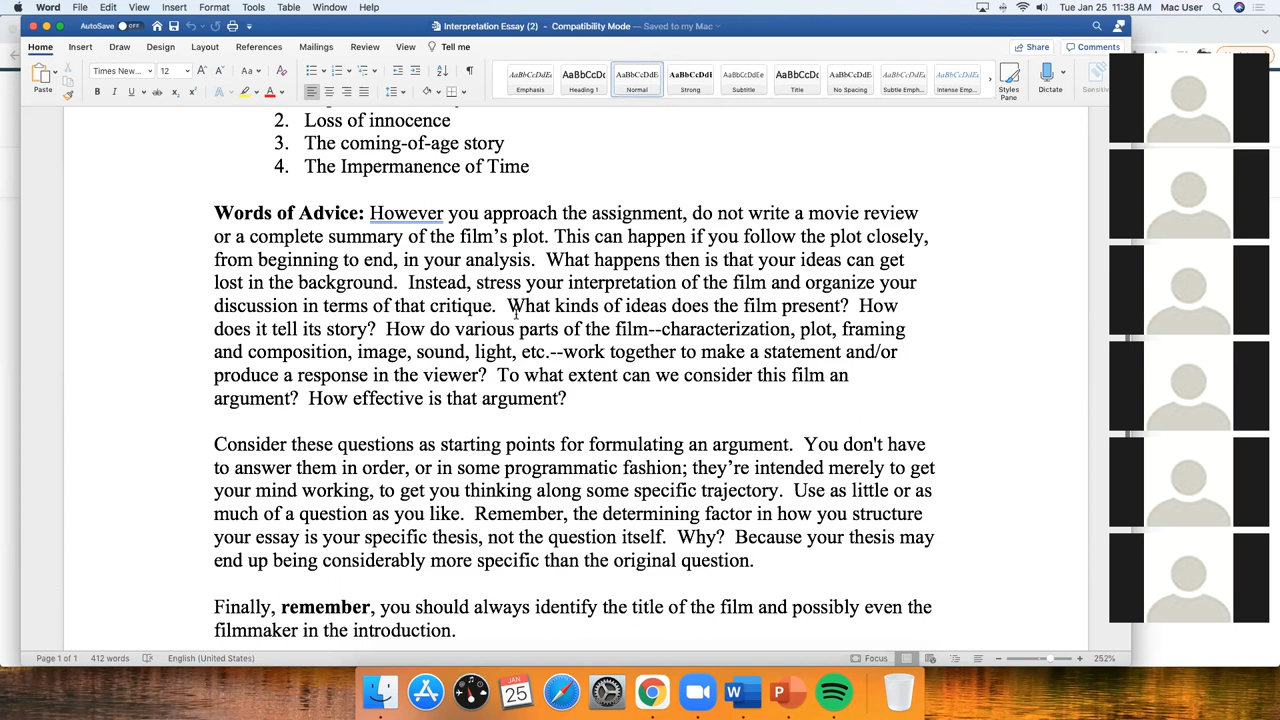 Word File Edit View Insert Format Tools Table Window Help Tue Jan 25 11:38 AM Mac User
AutoSave OFF Interpretation Essay (2) - Compatibility Mode — Saved to my Mac
Home Insert Draw Design Layout References Mailings Review View Tell me Share Comments
Paste Times New... 12 Emphasis Heading 1 Normal Strong Subtitle Title No Spacing Subtle Emph... Intense Emp... Styles Pane Dictate
2. Loss of innocence
3. The coming-of-age story
4. The Impermanence of Time
Words of Advice: However you approach the assignment, do not write a movie review
or a complete summary of the film’s plot. This can happen if you follow the plot closely,
from beginning to end, in your analysis.  What happens then is that your ideas can get
lost in the background.  Instead, stress your interpretation of the film and organize your
discussion in terms of that critique.  What kinds of ideas does the film present?  How
does it tell its story?  How do various parts of the film--characterization, plot, framing
and composition, image, sound, light, etc.--work together to make a statement and/or
produce a response in the viewer?  To what extent can we consider this film an
argument?  How effective is that argument?
Consider these questions as starting points for formulating an argument.  You don't have
to answer them in order, or in some programmatic fashion; they’re intended merely to get
your mind working, to get you thinking along some specific trajectory.  Use as little or as
much of a question as you like.  Remember, the determining factor in how you structure
your essay is your specific thesis, not the question itself.  Why?  Because your thesis may
end up being considerably more specific than the original question.
Finally, remember, you should always identify the title of the film and possibly even the
filmmaker in the introduction.
Page 1 of 1 412 words English (United States) Focus 252%
JAN 25